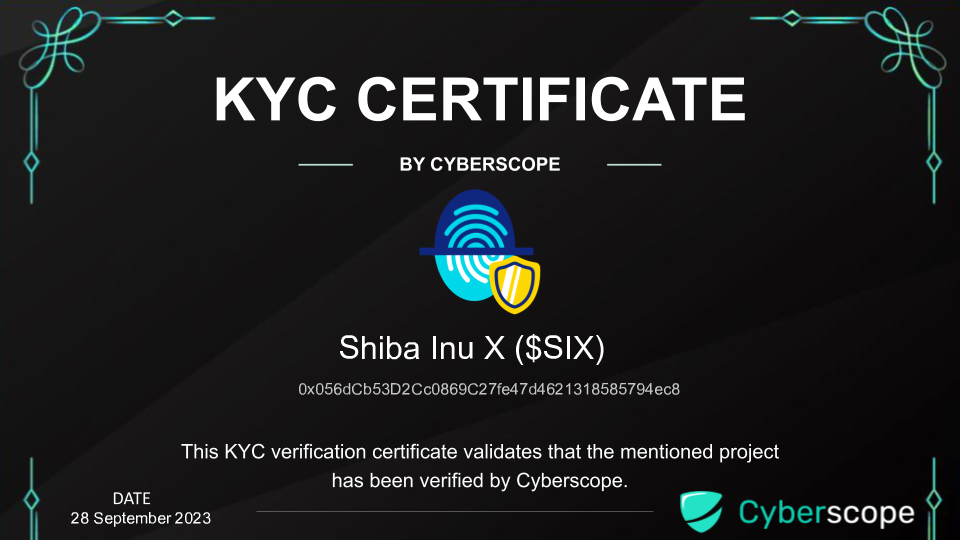 KYC CERTIFICATE
BY CYBERSCOPE
Shiba Inu X ($SIX)
0x056dCb53D2Cc0869C27fe47d4621318585794ec8
This KYC verification certificate validates that the mentioned project
has been verified by Cyberscope.
DATE
28 September 2023
Cyberscope